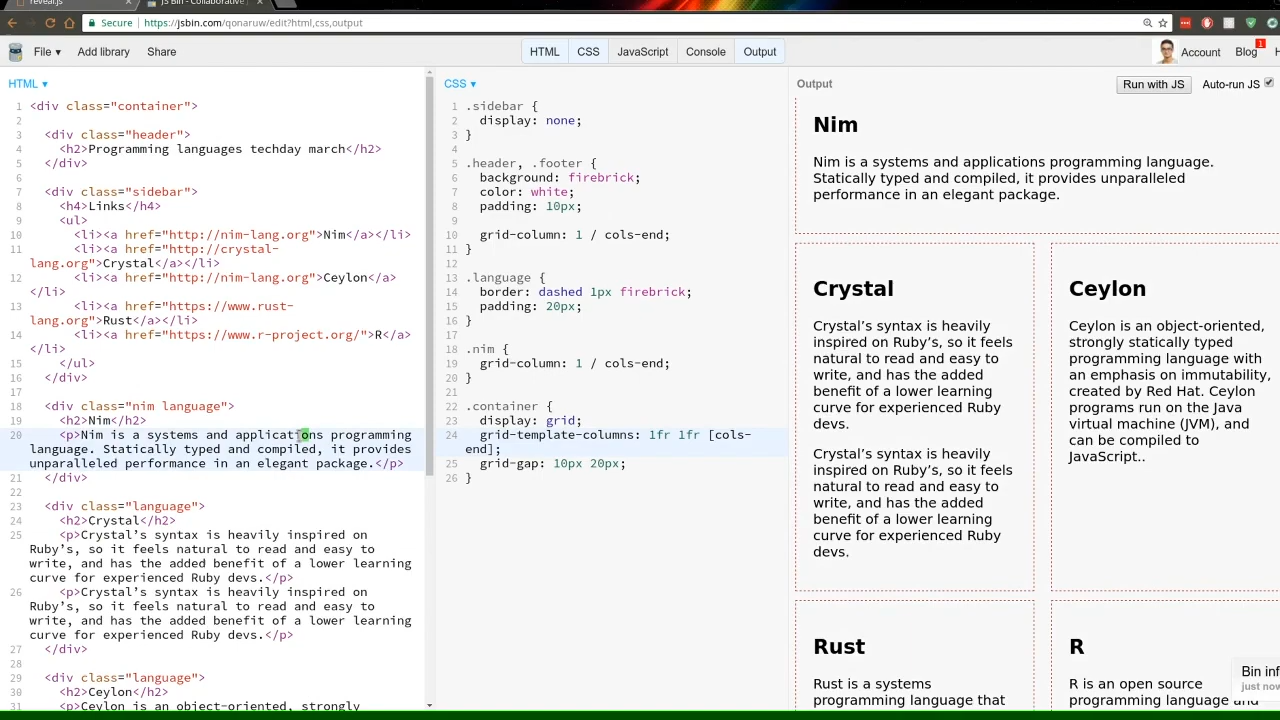 reveal.js
JS Bin - Collaborative
Secure https://jsbin.com/qonaruw/edit?html,css,output
File ▾ Add library Share HTML CSS JavaScript Console Output Account Blog 1 H
HTML ▾
1 <div class="container">
2
3 <div class="header">
4 <h2>Programming languages techday march</h2>
5 </div>
6
7 <div class="sidebar">
8 <h4>Links</h4>
9 <ul>
10 <li><a href="http://nim-lang.org">Nim</a></li>
11 <li><a href="http://crystal-
lang.org">Crystal</a></li>
12 <li><a href="http://nim-lang.org">Ceylon</a>
</li>
13 <li><a href="https://www.rust-
lang.org">Rust</a></li>
14 <li><a href="https://www.r-project.org/">R</a>
</li>
15 </ul>
16 </div>
17
18 <div class="nim language">
19 <h2>Nim</h2>
20 <p>Nim is a systems and applications programming
language. Statically typed and compiled, it provides
unparalleled performance in an elegant package.</p>
21 </div>
22
23 <div class="language">
24 <h2>Crystal</h2>
25 <p>Crystal’s syntax is heavily inspired on
Ruby’s, so it feels natural to read and easy to
write, and has the added benefit of a lower learning
curve for experienced Ruby devs.</p>
26 <p>Crystal’s syntax is heavily inspired on
Ruby’s, so it feels natural to read and easy to
write, and has the added benefit of a lower learning
curve for experienced Ruby devs.</p>
27 </div>
28
29 <div class="language">
30 <h2>Ceylon</h2>
31 <p>Ceylon is an object-oriented, strongly
CSS ▾
1 .sidebar {
2 display: none;
3 }
4
5 .header, .footer {
6 background: firebrick;
7 color: white;
8 padding: 10px;
9
10 grid-column: 1 / cols-end;
11 }
12
13 .language {
14 border: dashed 1px firebrick;
15 padding: 20px;
16 }
17
18 .nim {
19 grid-column: 1 / cols-end;
20 }
21
22 .container {
23 display: grid;
24 grid-template-columns: 1fr 1fr [cols-
end];
25 grid-gap: 10px 20px;
26 }
Output Run with JS Auto-run JS
Nim
Nim is a systems and applications programming language.
Statically typed and compiled, it provides unparalleled
performance in an elegant package.
Crystal
Crystal’s syntax is heavily
inspired on Ruby’s, so it feels
natural to read and easy to
write, and has the added
benefit of a lower learning
curve for experienced Ruby
devs.
Crystal’s syntax is heavily
inspired on Ruby’s, so it feels
natural to read and easy to
write, and has the added
benefit of a lower learning
curve for experienced Ruby
devs.
Ceylon
Ceylon is an object-oriented,
strongly statically typed
programming language with
an emphasis on immutability,
created by Red Hat. Ceylon
programs run on the Java
virtual machine (JVM), and
can be compiled to
JavaScript..
Rust
Rust is a systems
programming language that
R
R is an open source
programming language and
Bin inf
just now